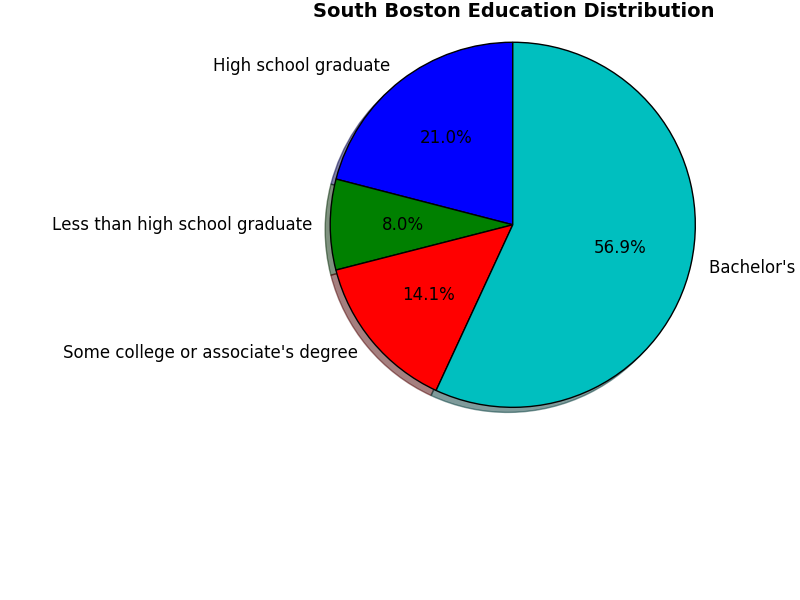 South Boston Education Distribution
High school graduate
21.0%
Less than high school graduate
8.0%
56.9%
Bachelor's
14.1%
Some college or associate's degree